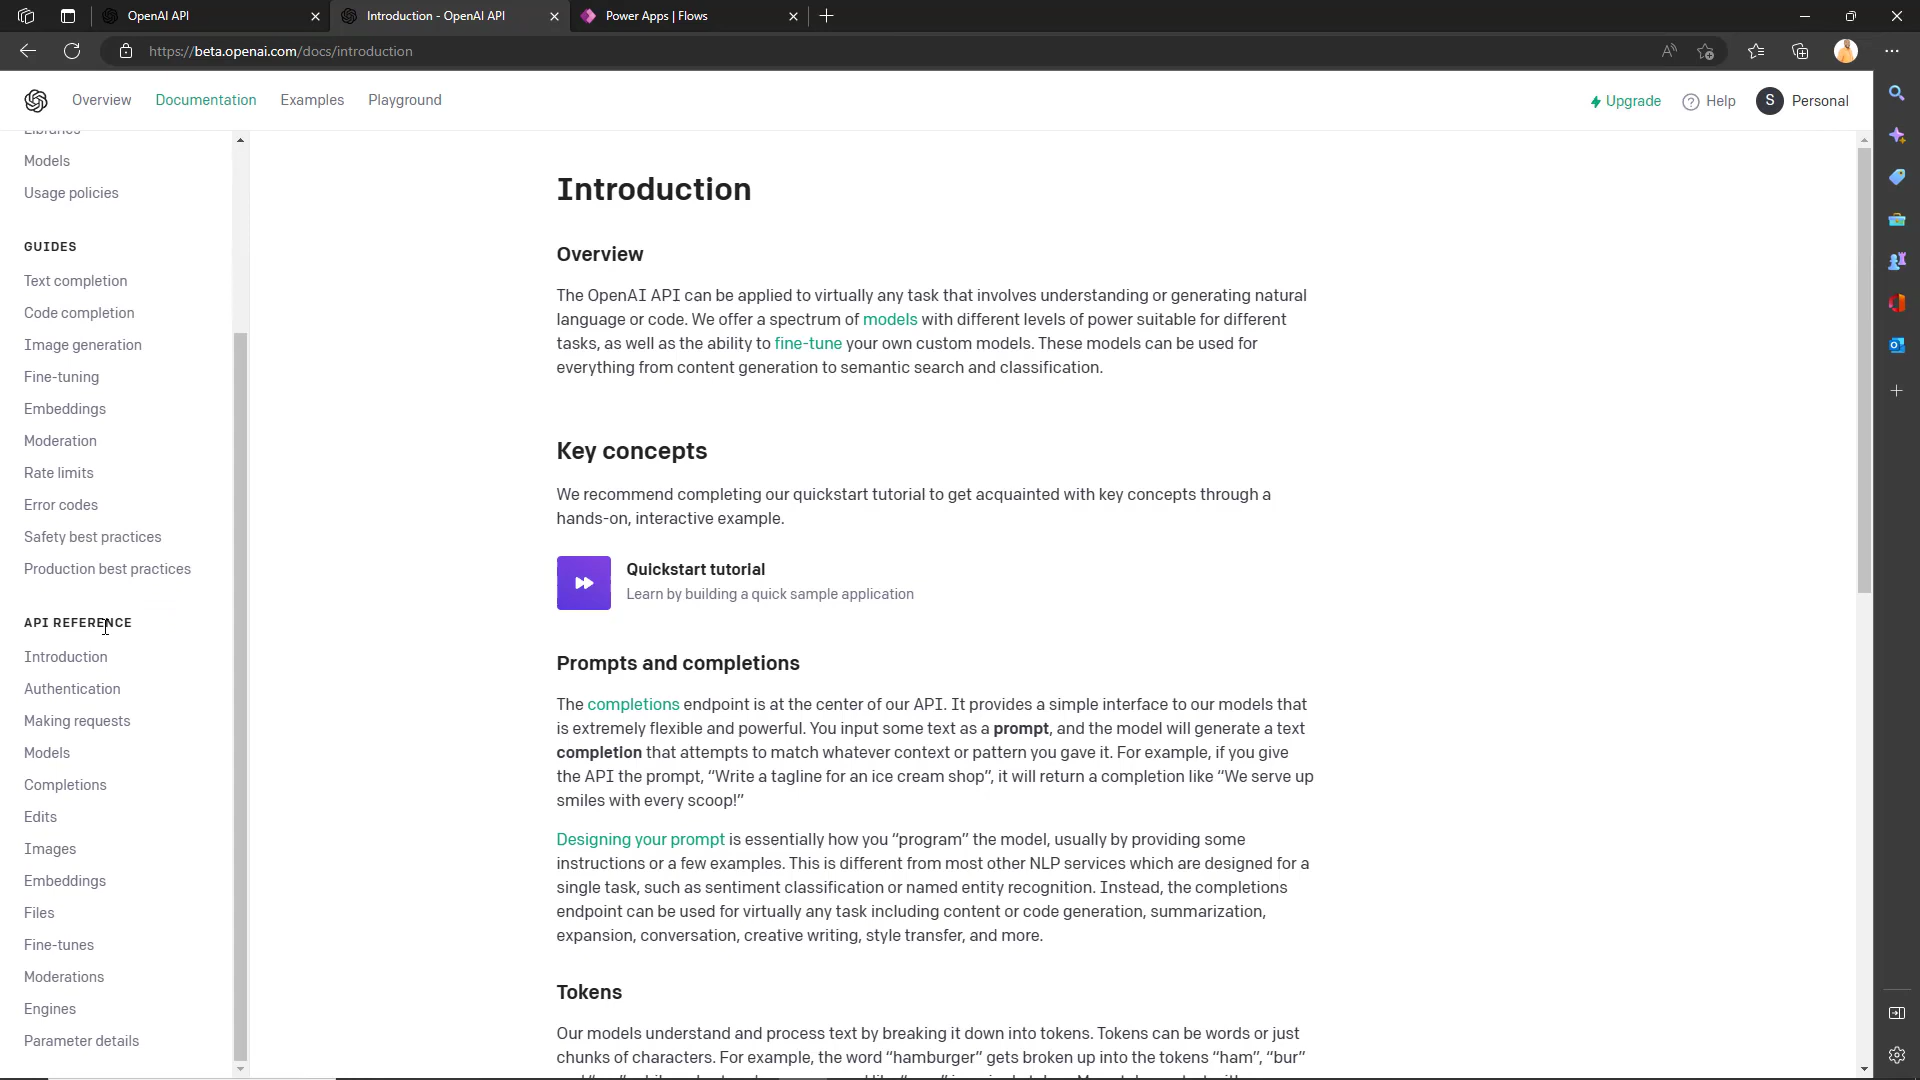 OpenAI API
Introduction - OpenAI API
Power Apps | Flows
https://beta.openai.com/docs/introduction
Overview
Documentation
Examples
Playground
Upgrade
Help
S
Personal
Libraries
Models
Usage policies
GUIDES
Text completion
Code completion
Image generation
Fine-tuning
Embeddings
Moderation
Rate limits
Error codes
Safety best practices
Production best practices
API REFERENCE
Introduction
Authentication
Making requests
Models
Completions
Edits
Images
Embeddings
Files
Fine-tunes
Moderations
Engines
Parameter details
Introduction
Overview
The OpenAI API can be applied to virtually any task that involves understanding or generating natural
language or code. We offer a spectrum of models with different levels of power suitable for different
tasks, as well as the ability to fine-tune your own custom models. These models can be used for
everything from content generation to semantic search and classification.
Key concepts
We recommend completing our quickstart tutorial to get acquainted with key concepts through a
hands-on, interactive example.
Quickstart tutorial
Learn by building a quick sample application
Prompts and completions
The completions endpoint is at the center of our API. It provides a simple interface to our models that
is extremely flexible and powerful. You input some text as a prompt, and the model will generate a text
completion that attempts to match whatever context or pattern you gave it. For example, if you give
the API the prompt, “Write a tagline for an ice cream shop”, it will return a completion like “We serve up
smiles with every scoop!”
Designing your prompt is essentially how you “program” the model, usually by providing some
instructions or a few examples. This is different from most other NLP services which are designed for a
single task, such as sentiment classification or named entity recognition. Instead, the completions
endpoint can be used for virtually any task including content or code generation, summarization,
expansion, conversation, creative writing, style transfer, and more.
Tokens
Our models understand and process text by breaking it down into tokens. Tokens can be words or just
chunks of characters. For example, the word “hamburger” gets broken up into the tokens “ham”, “bur”